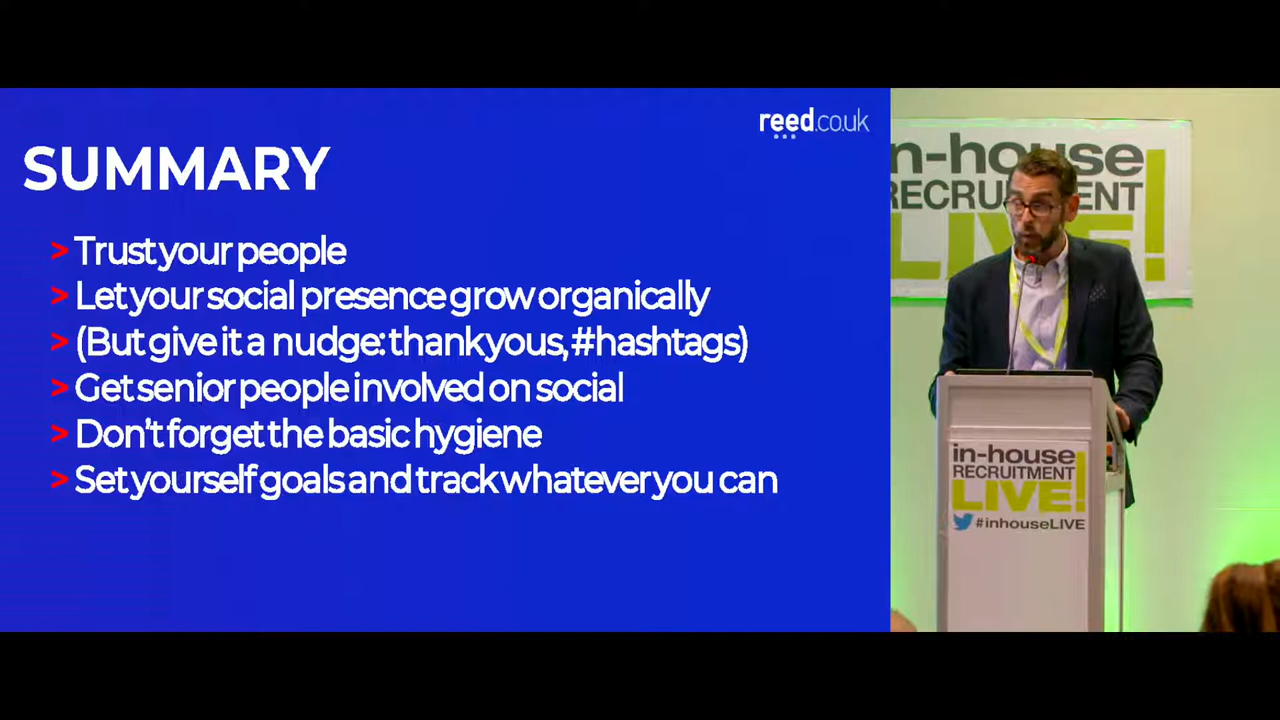 reed.co.uk
SUMMARY
> Trust your people
> Let your social presence grow organically
> (But give it a nudge: thankyous, #hashtags)
> Get senior people involved on social
> Don't forget the basic hygiene
> Set yourself goals and track whatever you can
in-house
RECRUITMENT
LIVE!
in-house
RECRUITMENT
LIVE!
#inhouseLIVE